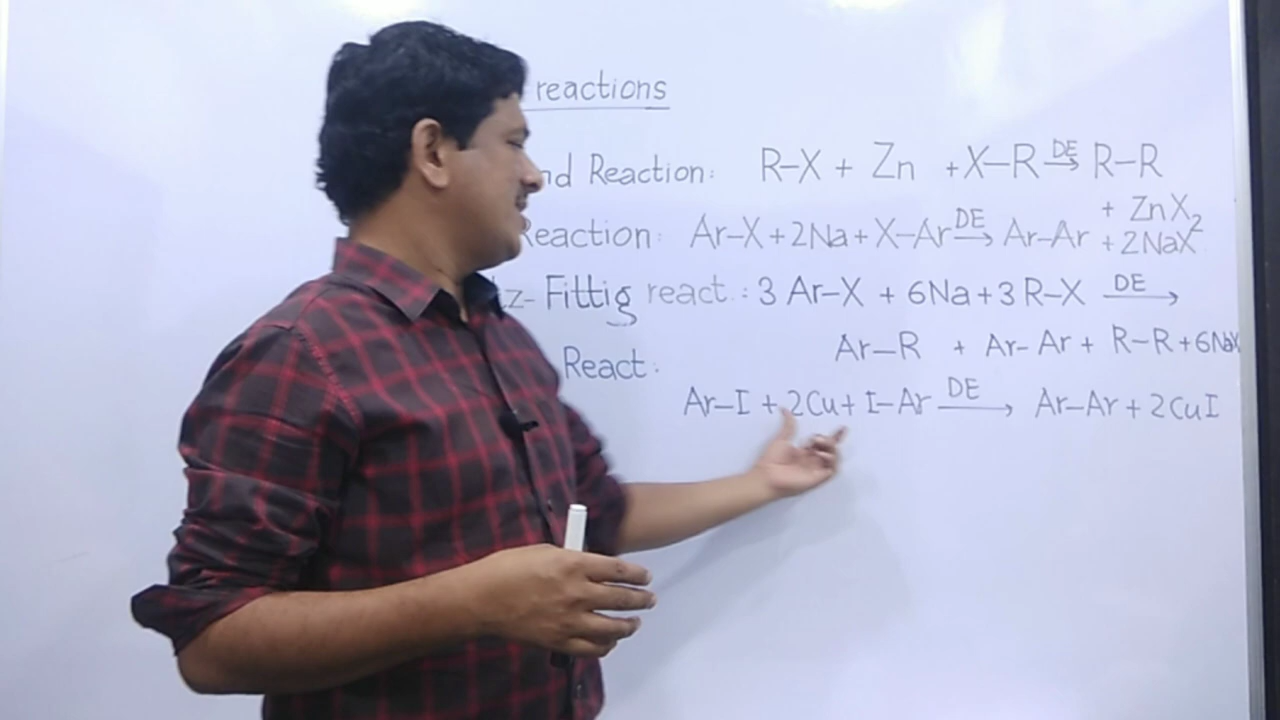 reactions
nd Reaction: R-X + Zn +X-R DE→ R-R
+ ZnX₂
Reaction: Ar-X+2Na+X-Ar DE→ Ar-Ar +2NaX
tz- Fittig react.: 3 Ar-X + 6Na+3 R-X DE→
Ar-R + Ar-Ar + R-R+6NaX
React:
Ar-I + 2Cu+ I-Ar DE→ Ar-Ar + 2CuI